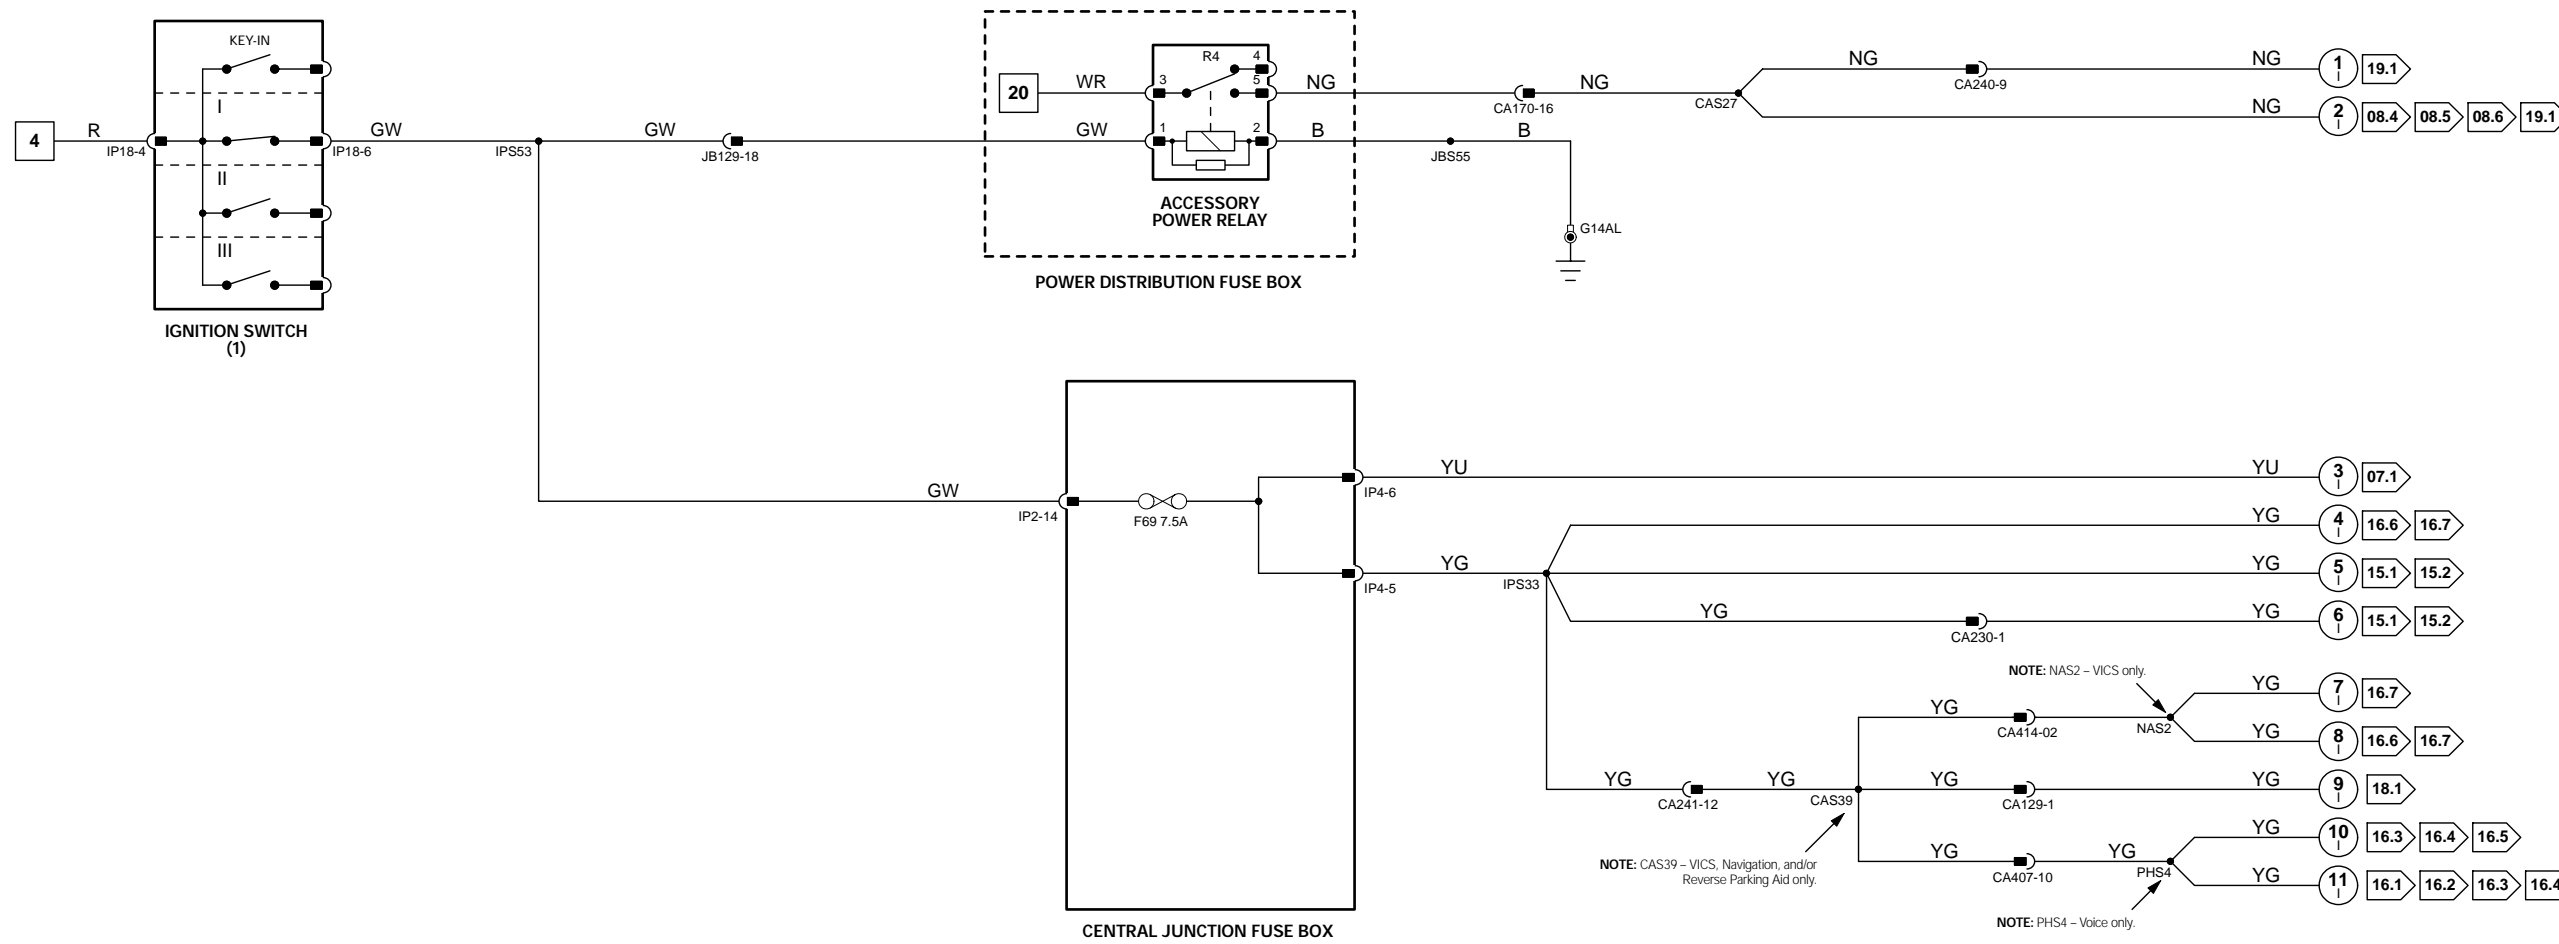 KEY-IN
I
II
III
4
R
IP18-4
IP18-6
GW
IPS53
GW
JB129-18
IGNITION SWITCH
(1)
20
WR
GW
R4
3
4
5
1
2
ACCESSORY
POWER RELAY
POWER DISTRIBUTION FUSE BOX
NG
CA170-16
NG
CAS27
NG
CA240-9
NG
1
I
19.1
NG
2
I
08.4
08.5
08.6
19.1
B
JBS55
B
G14AL
GW
IP2-14
F69 7.5A
IP4-6
IP4-5
CENTRAL JUNCTION FUSE BOX
YU
YU
3
I
07.1
YG
IPS33
YG
4
I
16.6
16.7
YG
5
I
15.1
15.2
YG
CA230-1
YG
6
I
15.1
15.2
NOTE: NAS2 – VICS only.
YG
CA414-02
NAS2
YG
7
I
16.7
YG
8
I
16.6
16.7
YG
CA241-12
YG
CAS39
YG
CA129-1
YG
9
I
18.1
NOTE: CAS39 – VICS, Navigation, and/or
Reverse Parking Aid only.
YG
CA407-10
YG
PHS4
YG
10
I
16.3
16.4
16.5
YG
11
I
16.1
16.2
16.3
16.4
NOTE: PHS4 – Voice only.